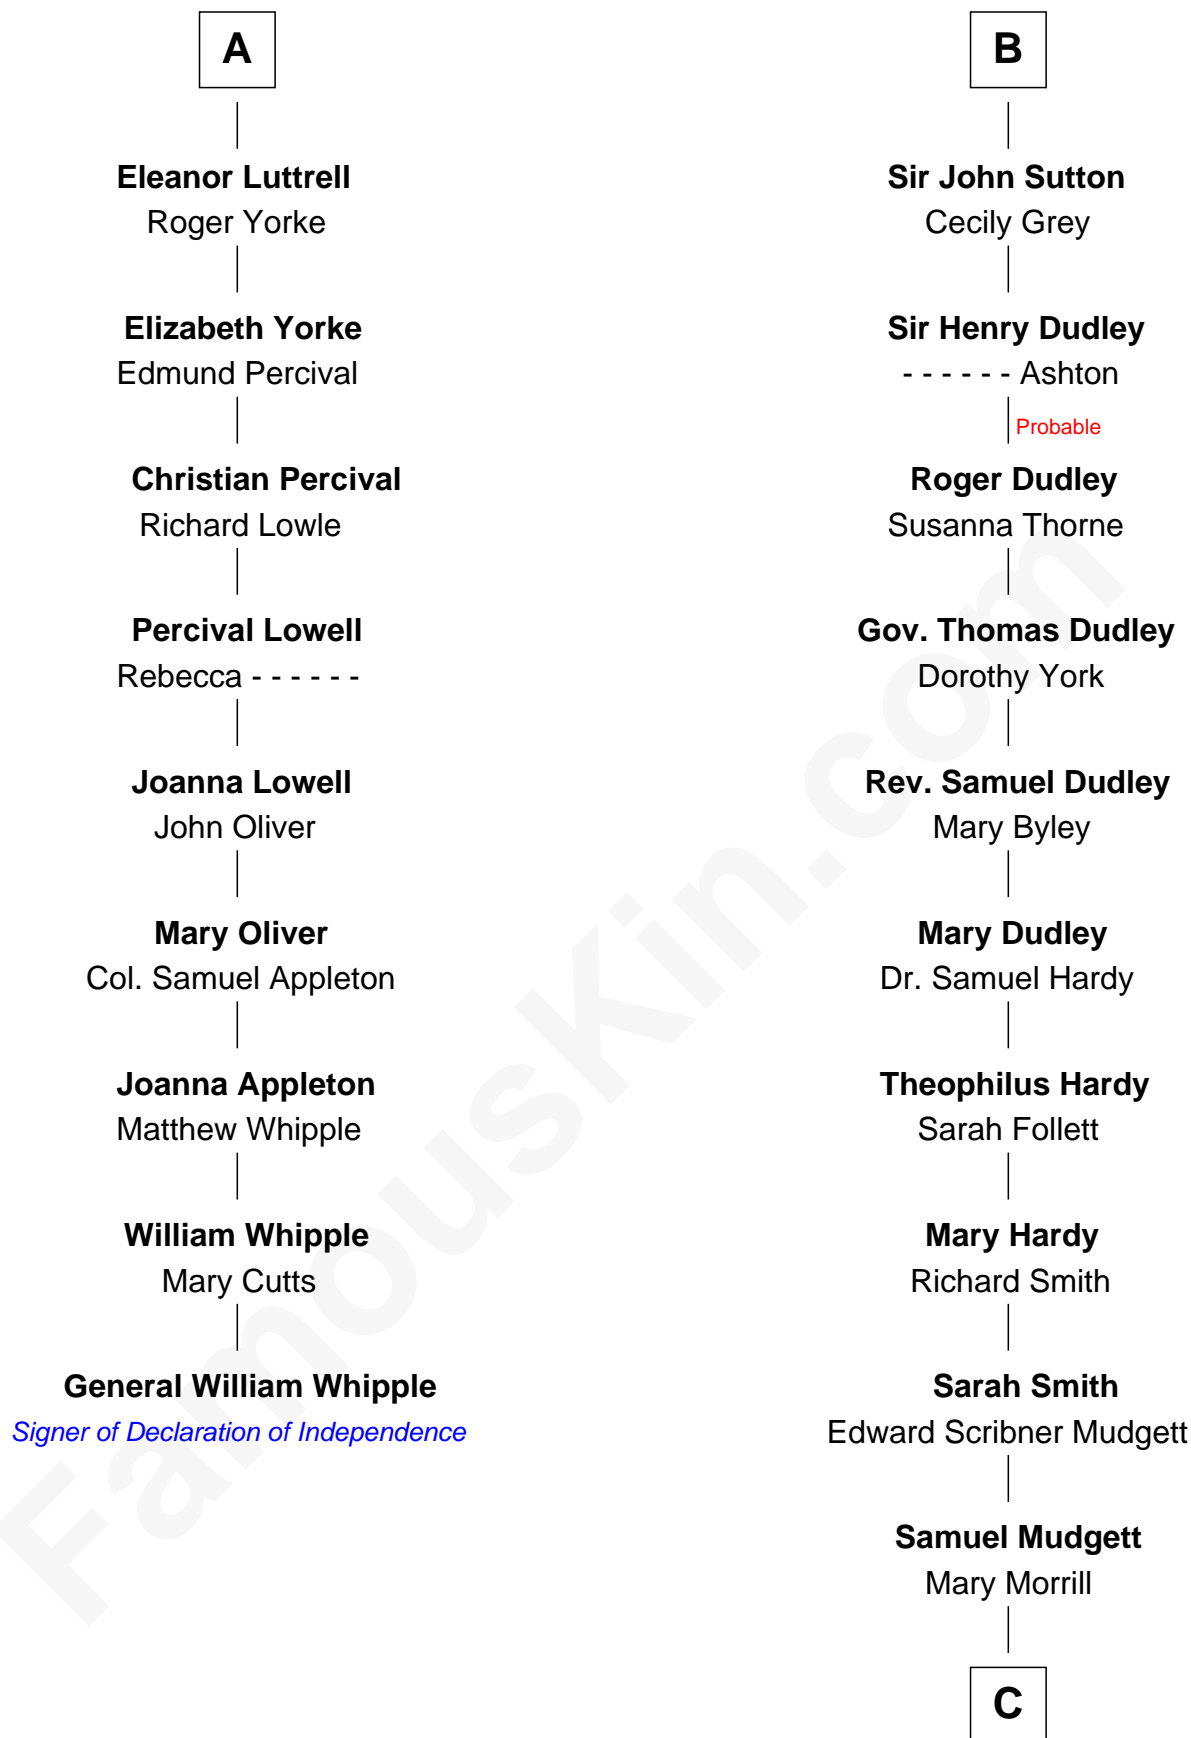 A
Eleanor Luttrell
Roger Yorke
Elizabeth Yorke
Edmund Percival
Christian Percival
Richard Lowle
Percival Lowell
Rebecca - - - - - -
Joanna Lowell
John Oliver
Mary Oliver
Col. Samuel Appleton
Joanna Appleton
Matthew Whipple
William Whipple
Mary Cutts
General William Whipple
Signer of Declaration of Independence
B
Sir John Sutton
Cecily Grey
Sir Henry Dudley
- - - - - - Ashton
Probable
Roger Dudley
Susanna Thorne
Gov. Thomas Dudley
Dorothy York
Rev. Samuel Dudley
Mary Byley
Mary Dudley
Dr. Samuel Hardy
Theophilus Hardy
Sarah Follett
Mary Hardy
Richard Smith
Sarah Smith
Edward Scribner Mudgett
Samuel Mudgett
Mary Morrill
C
FamousKin.com